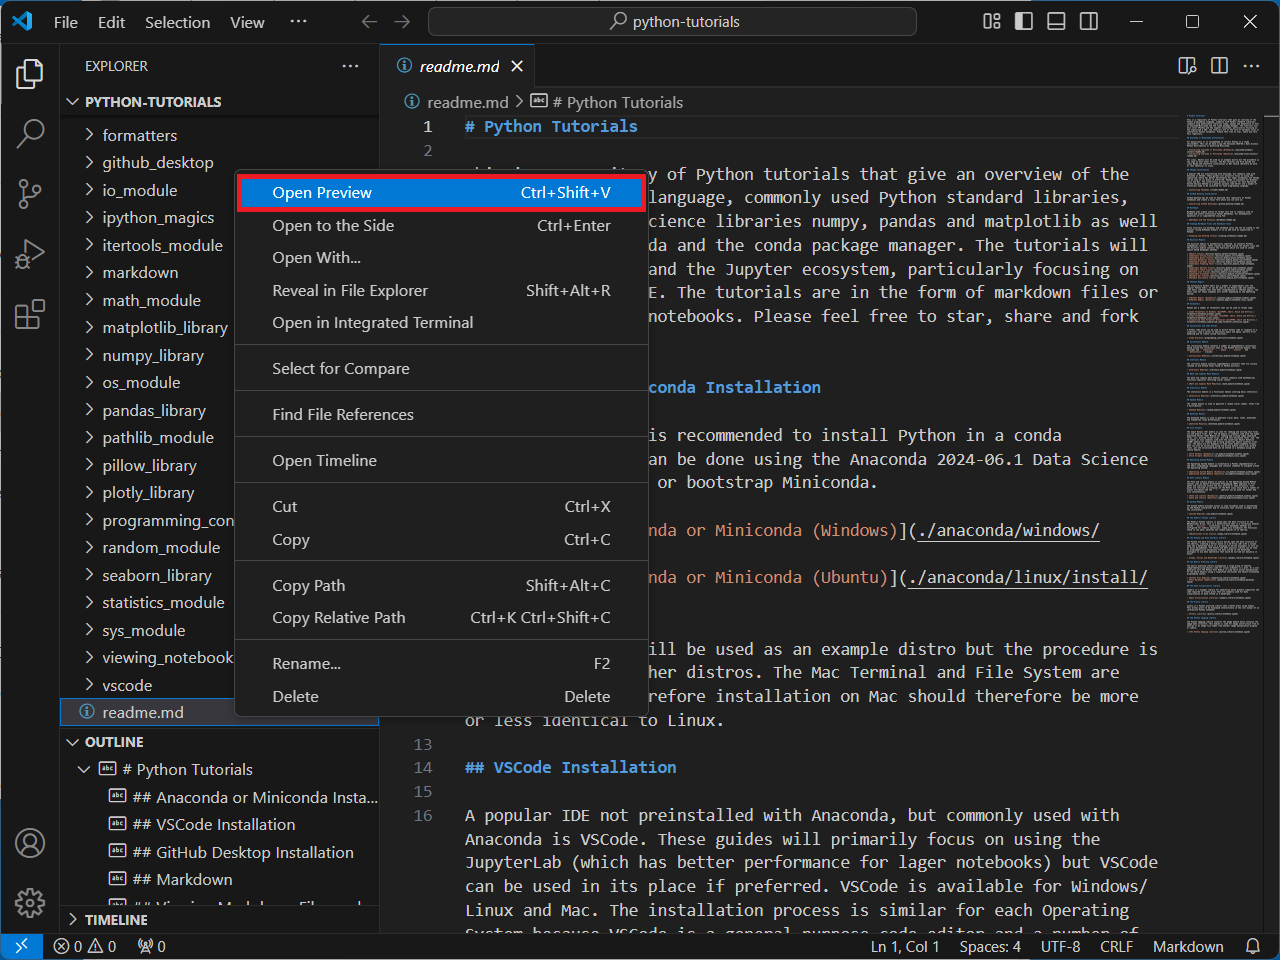 File Edit Selection View ··· python-tutorials
EXPLORER ···
PYTHON-TUTORIALS
formatters
github_desktop
io_module
ipython_magics
itertools_module
markdown
math_module
matplotlib_library
numpy_library
os_module
pandas_library
pathlib_module
pillow_library
plotly_library
programming_con
random_module
seaborn_library
statistics_module
sys_module
viewing_notebook
vscode
readme.md
OUTLINE
# Python Tutorials
## Anaconda or Miniconda Insta...
## VSCode Installation
## GitHub Desktop Installation
## Markdown
TIMELINE
Open Preview Ctrl+Shift+V
Open to the Side Ctrl+Enter
Open With...
Reveal in File Explorer Shift+Alt+R
Open in Integrated Terminal
Select for Compare
Find File References
Open Timeline
Cut Ctrl+X
Copy Ctrl+C
Copy Path Shift+Alt+C
Copy Relative Path Ctrl+K Ctrl+Shift+C
Rename... F2
Delete Delete
readme.md
readme.md > # Python Tutorials
1 # Python Tutorials
2
y of Python tutorials that give an overview of the
language, commonly used Python standard libraries,
cience libraries numpy, pandas and matplotlib as well
da and the conda package manager. The tutorials will
and the Jupyter ecosystem, particularly focusing on
E. The tutorials are in the form of markdown files or
notebooks. Please feel free to star, share and fork
conda Installation
is recommended to install Python in a conda
an be done using the Anaconda 2024-06.1 Data Science
or bootstrap Miniconda.
nda or Miniconda (Windows)](./anaconda/windows/
nda or Miniconda (Ubuntu)](./anaconda/linux/install/
ill be used as an example distro but the procedure is
her distros. The Mac Terminal and File System are
refore installation on Mac should therefore be more
or less identical to Linux.
13
14 ## VSCode Installation
15
16 A popular IDE not preinstalled with Anaconda, but commonly used with
Anaconda is VSCode. These guides will primarily focus on using the
JupyterLab (which has better performance for lager notebooks) but VSCode
can be used in its place if preferred. VSCode is available for Windows/
Linux and Mac. The installation process is similar for each Operating
System because VSCode is a general purpose code editor and a number of
0 0 0 Ln 1, Col 1 Spaces: 4 UTF-8 CRLF Markdown